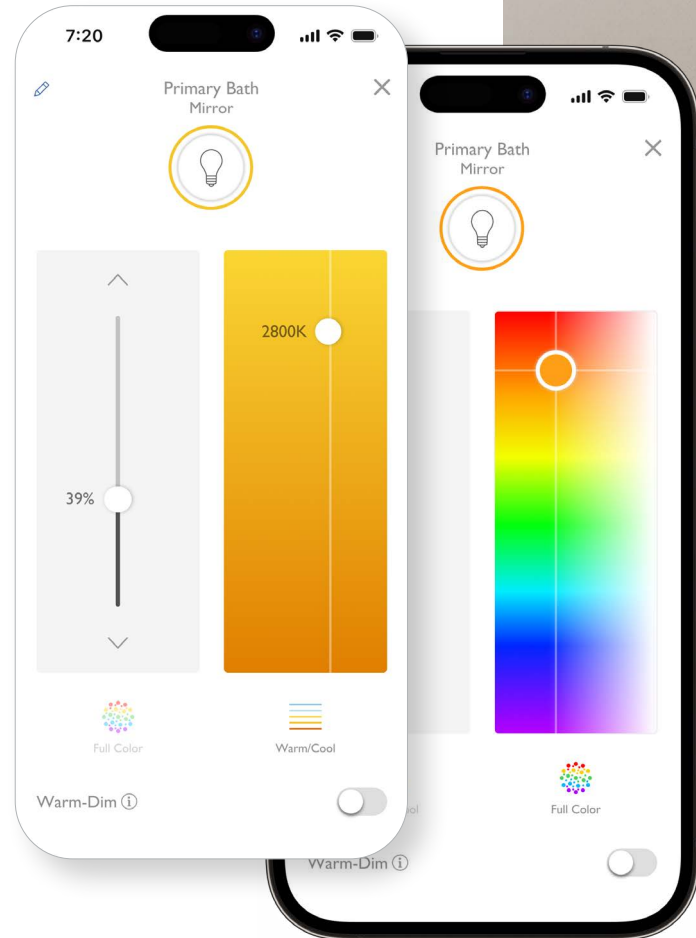 7:20
Primary Bath
Mirror
2800K
39%
Full Color
Warm/Cool
Warm-Dim
Primary Bath
Mirror
Full Color
Warm-Dim